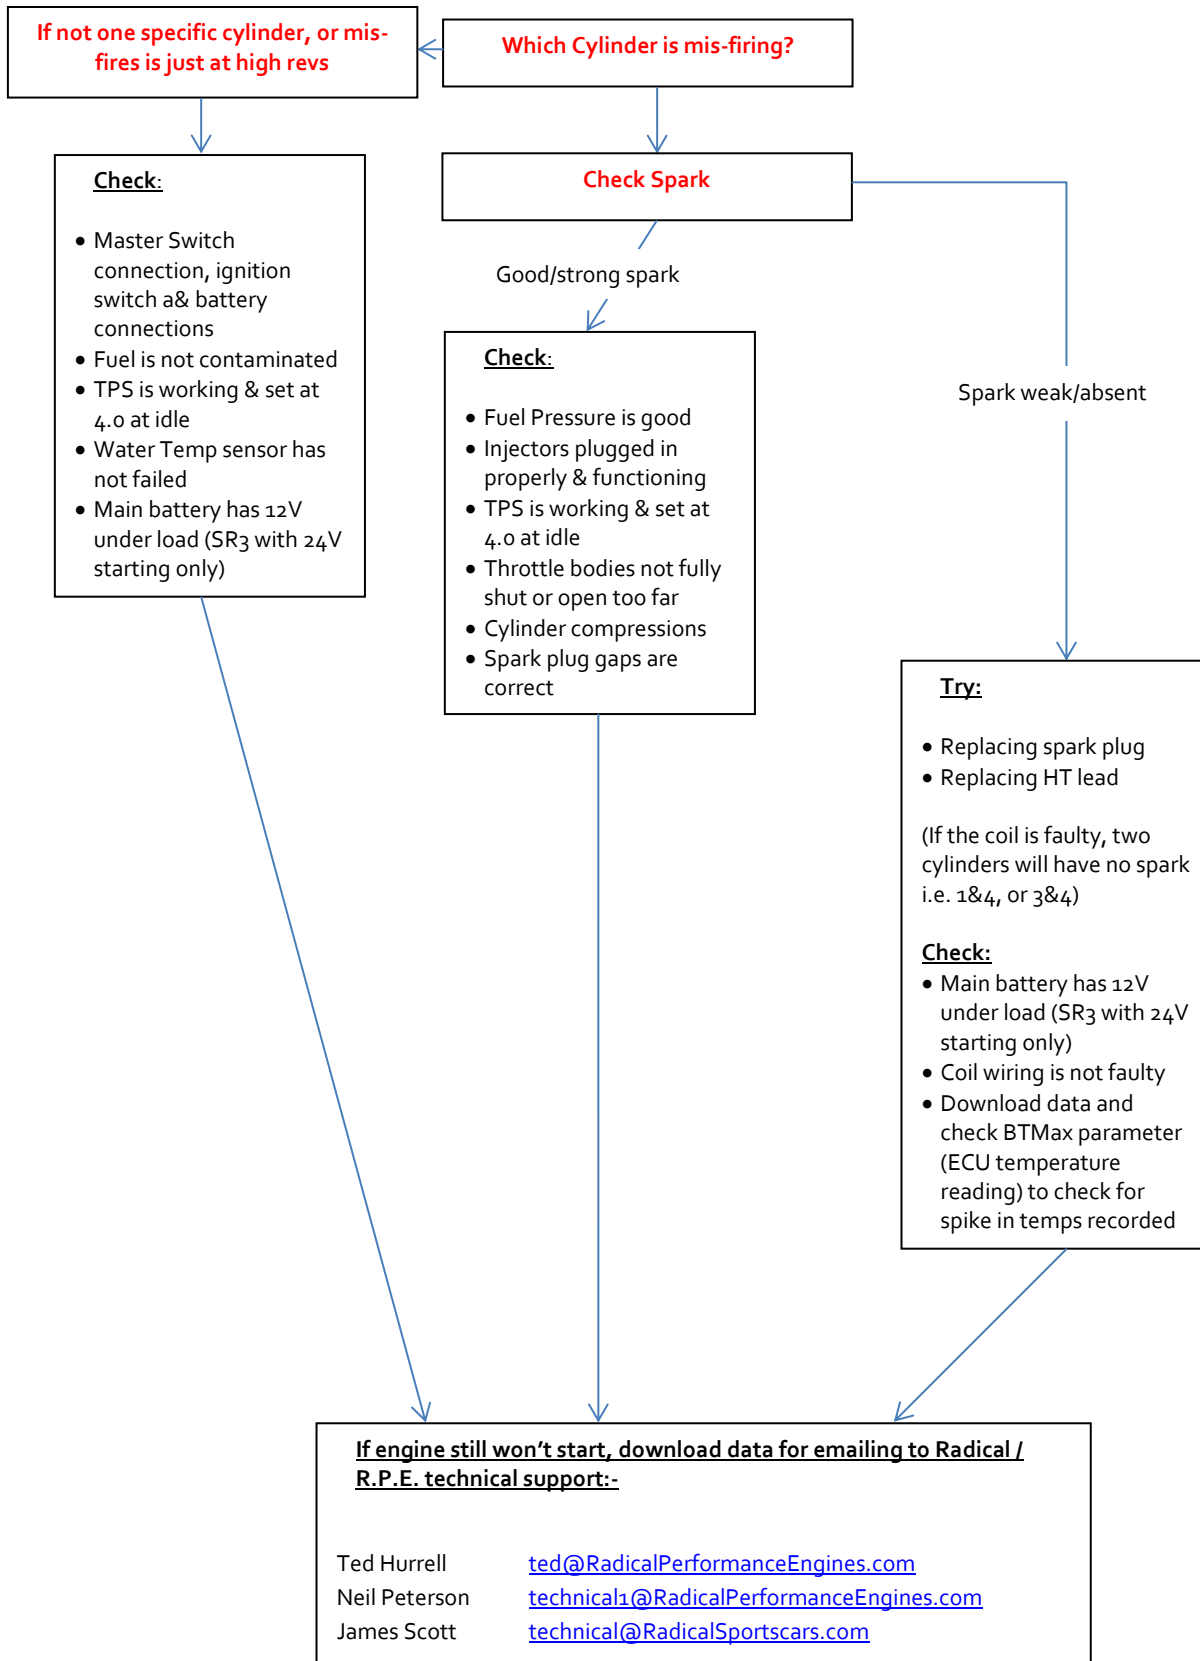 If not one specific cylinder, or mis-
fires is just at high revs
Which Cylinder is mis-firing?
Check:
• Master Switch
connection, ignition
switch a& battery
connections
• Fuel is not contaminated
• TPS is working & set at
4.0 at idle
• Water Temp sensor has
not failed
• Main battery has 12V
under load (SR3 with 24V
starting only)
Check Spark
Good/strong spark
Check:
• Fuel Pressure is good
• Injectors plugged in
properly & functioning
• TPS is working & set at
4.0 at idle
• Throttle bodies not fully
shut or open too far
• Cylinder compressions
• Spark plug gaps are
correct
Spark weak/absent
Try:
• Replacing spark plug
• Replacing HT lead
(If the coil is faulty, two
cylinders will have no spark
i.e. 1&4, or 3&4)
Check:
• Main battery has 12V
under load (SR3 with 24V
starting only)
• Coil wiring is not faulty
• Download data and
check BTMax parameter
(ECU temperature
reading) to check for
spike in temps recorded
If engine still won't start, download data for emailing to Radical /
R.P.E. technical support:-
Ted Hurrell ted@RadicalPerformanceEngines.com
Neil Peterson technical1@RadicalPerformanceEngines.com
James Scott technical@RadicalSportscars.com